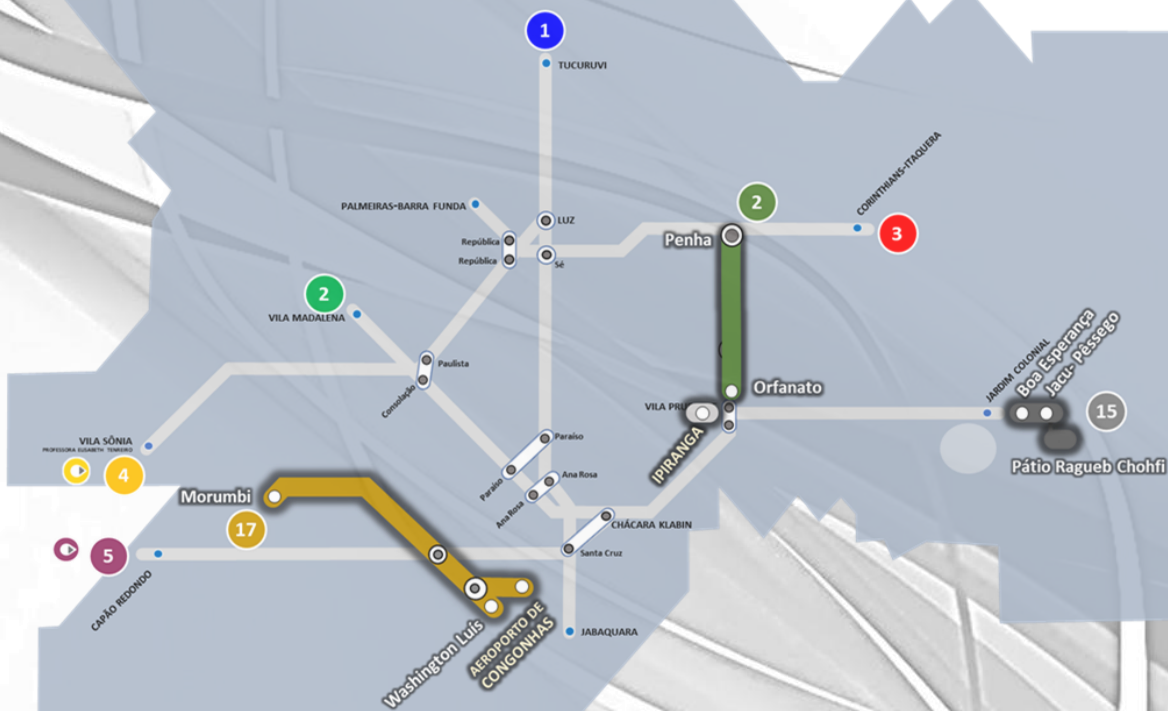 1
TUCURUVI
CORINTHIANS-ITAQUERA
PALMEIRAS-BARRA FUNDA
2
LUZ
República
República
Sé
Penha
3
2
VILA MADALENA
Paulista
Consolação
Orfanato
JARDIM COLONIAL
Boa Esperança
Jacu- Pêssego
15
IPIRANGA
Pátio Ragueb Chohfi
VILA SÔNIA
PROFESSORA ELISABETH TENREIRO
4
Paraíso
Paraíso
Ana Rosa
Ana Rosa
Morumbi
17
CHÁCARA KLABIN
Santa Cruz
5
CAPÃO REDONDO
Washington Luís
AEROPORTO DE
CONGONHAS
JABAQUARA